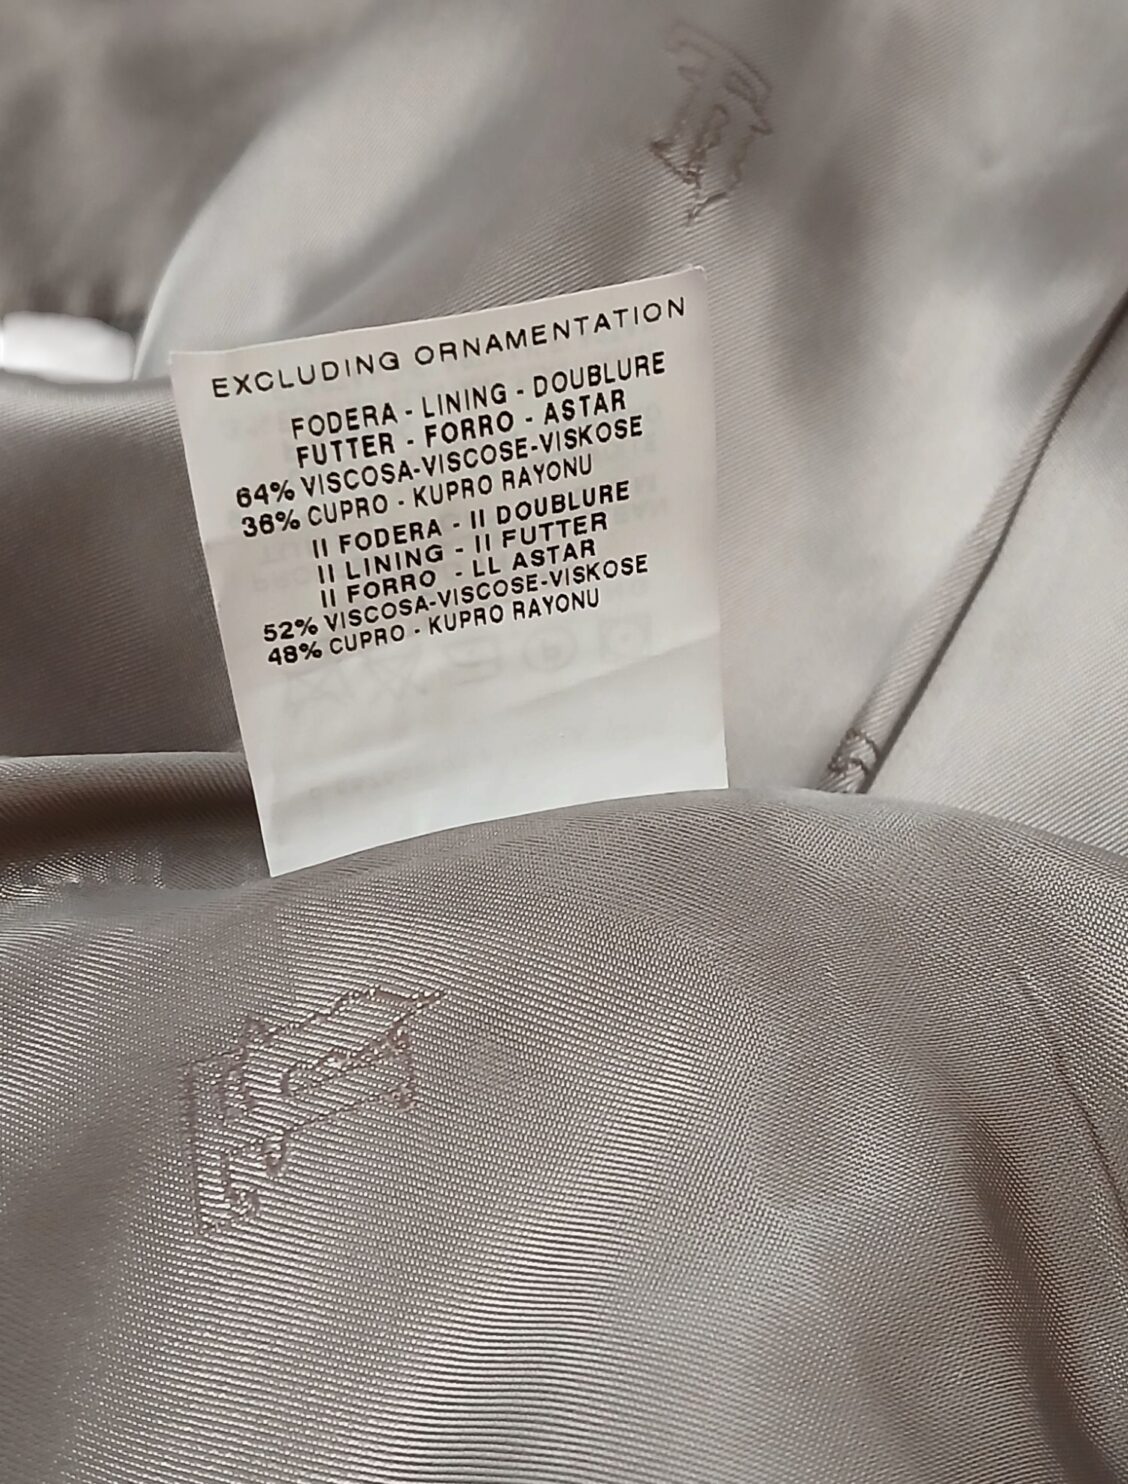 EXCLUDING ORNAMENTATION
FODERA - LINING - DOUBLURE
FUTTER - FORRO - ASTAR
64% VISCOSA-VISCOSE-VISKOSE
36% CUPRO - KUPRO RAYONU
II FODERA - II DOUBLURE
II LINING - II FUTTER
II FORRO - LL ASTAR
52% VISCOSA-VISCOSE-VISKOSE
48% CUPRO - KUPRO RAYONU